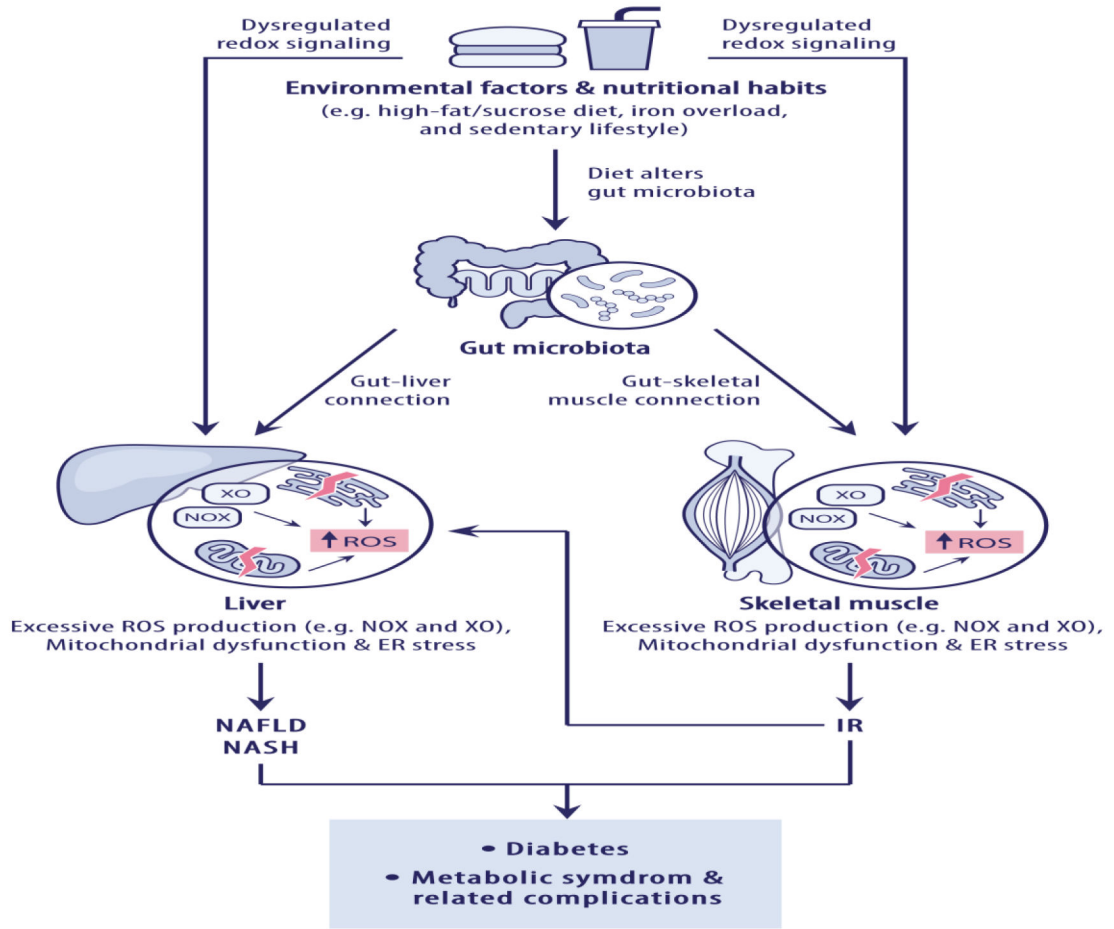 Dysregulated
redox signaling
Dysregulated
redox signaling
Environmental factors & nutritional habits
(e.g. high-fat/sucrose diet, iron overload,
and sedentary lifestyle)
Diet alters
gut microbiota
Gut microbiota
Gut-liver
connection
Gut-skeletal
muscle connection
XO
NOX
↑ROS
XO
NOX
↑ROS
Liver
Excessive ROS production (e.g. NOX and XO),
Mitochondrial dysfunction & ER stress
Skeletal muscle
Excessive ROS production (e.g. NOX and XO),
Mitochondrial dysfunction & ER stress
NAFLD
NASH
IR
• Diabetes
• Metabolic symdrom &
related complications